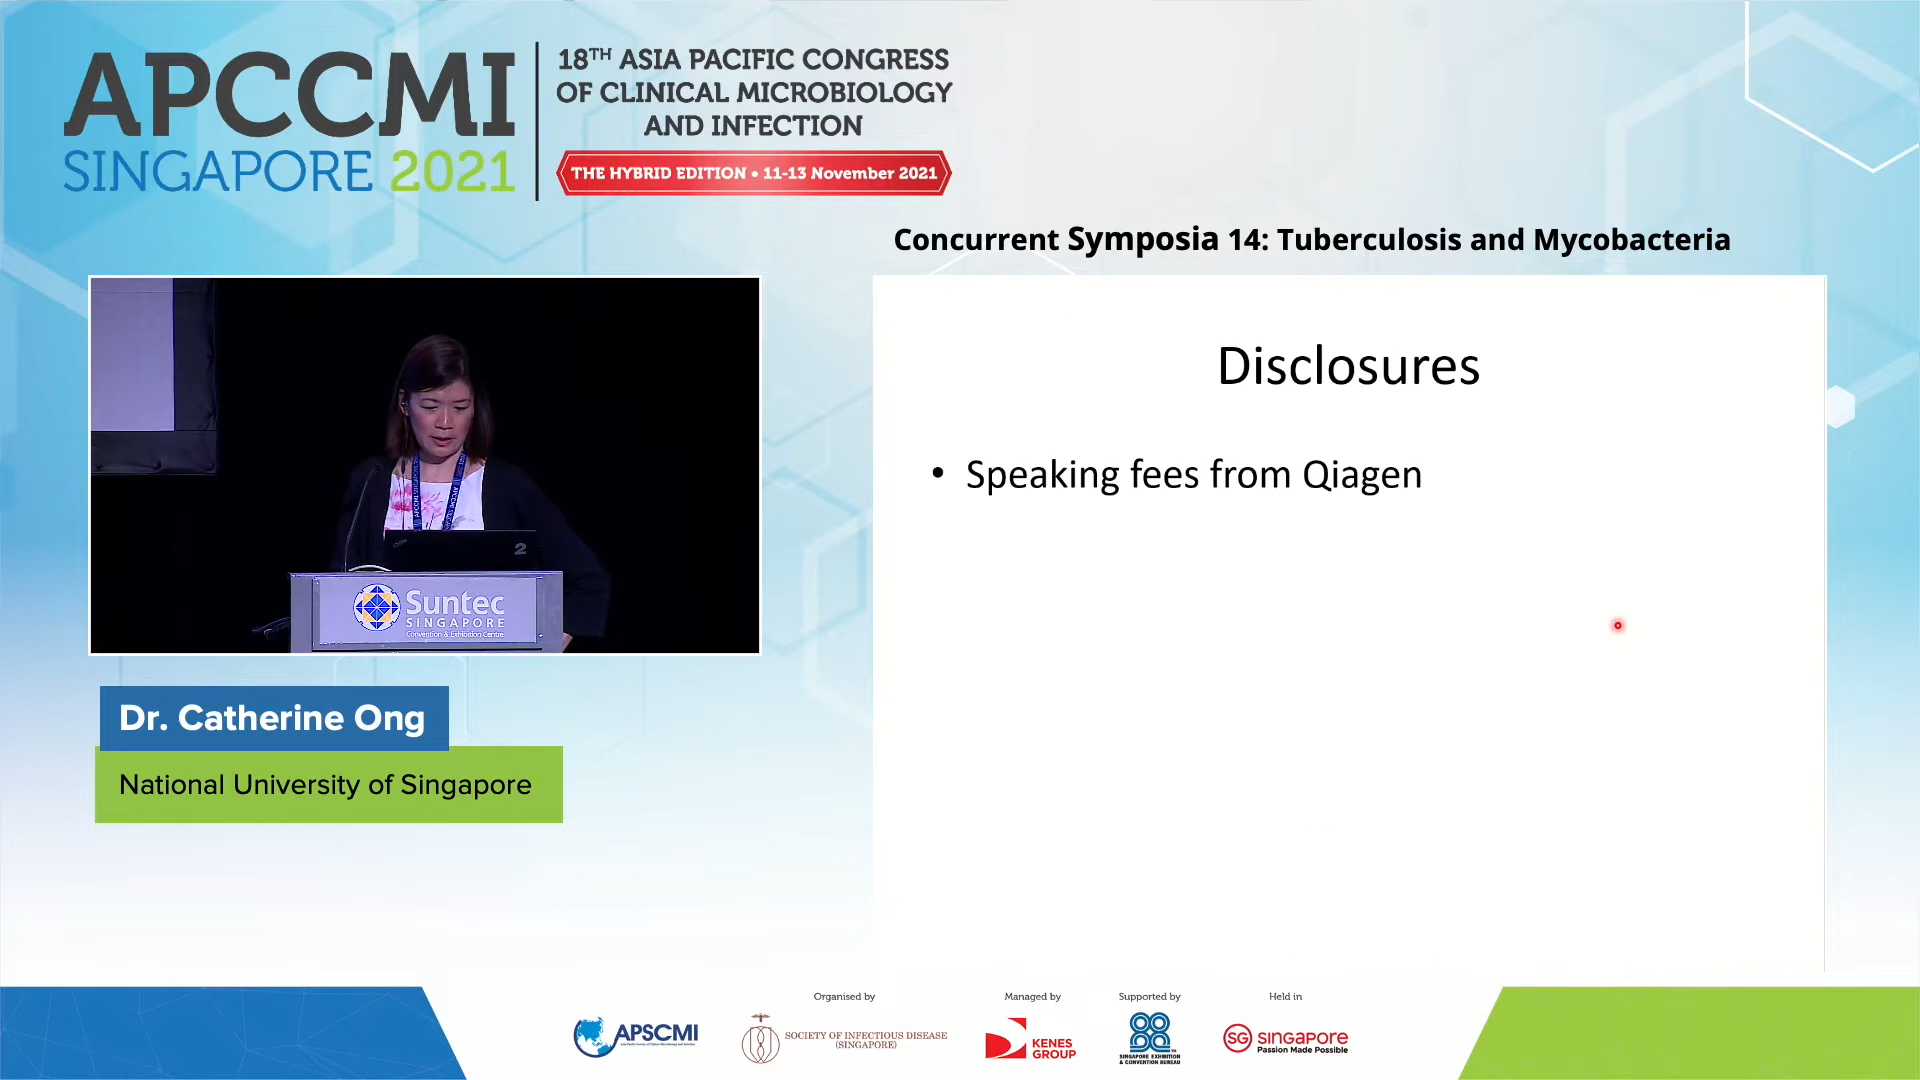 APCCMI
SINGAPORE 2021
18TH ASIA PACIFIC CONGRESS
OF CLINICAL MICROBIOLOGY
AND INFECTION
THE HYBRID EDITION • 11-13 November 2021
Concurrent Symposia 14: Tuberculosis and Mycobacteria
Disclosures
• Speaking fees from Qiagen
2
Suntec
SINGAPORE
Convention & Exhibition Centre
Dr. Catherine Ong
National University of Singapore
Organised by
Managed by
Supported by
Held in
APSCMI
SOCIETY OF INFECTIOUS DISEASE
(SINGAPORE)
KENES
GROUP
SINGAPORE EXHIBITION
& CONVENTION BUREAU
SG SINGAPORE
Passion Made Possible